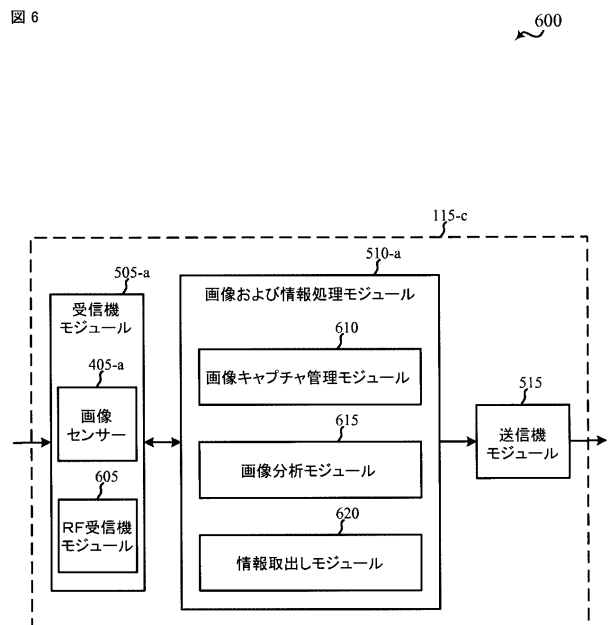 図 6
600
115-c
510-a
505-a
受信機
モジュール
405-a
画像
センサー
605
RF受信機
モジュール
画像および情報処理モジュール
610
画像キャプチャ管理モジュール
615
画像分析モジュール
620
情報取出しモジュール
515
送信機
モジュール